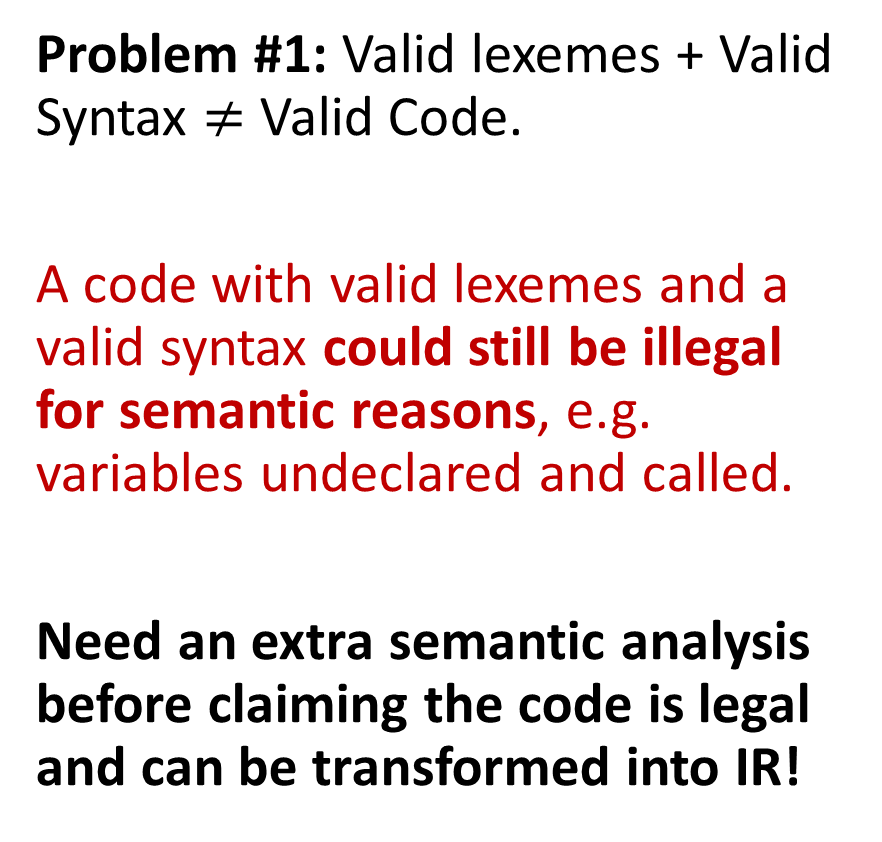 Problem #1: Valid lexemes + Valid
Syntax ≠ Valid Code.
A code with valid lexemes and a
valid syntax could still be illegal
for semantic reasons, e.g.
variables undeclared and called.
Need an extra semantic analysis
before claiming the code is legal
and can be transformed into IR!